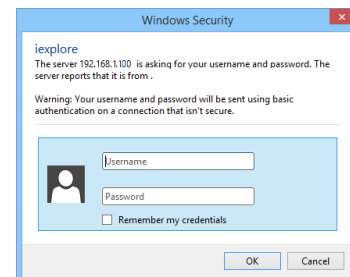 Windows Security
iexplore
The server 192.168.1.100 is asking for your username and password. The
server reports that it is from .
Warning: Your username and password will be sent using basic
authentication on a connection that isn't secure.
Username
Password
Remember my credentials
OK Cancel